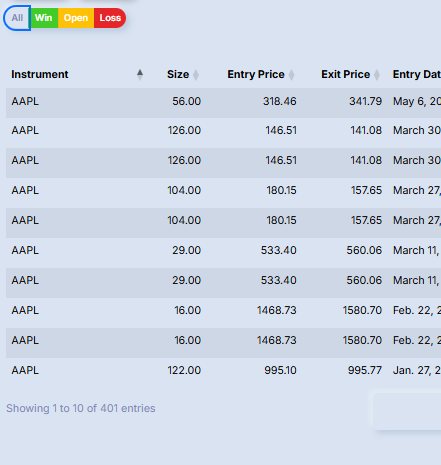 All Win Open Loss
Instrument Size Entry Price Exit Price Entry Dat
AAPL 56.00 318.46 341.79 May 6, 20
AAPL 126.00 146.51 141.08 March 30
AAPL 126.00 146.51 141.08 March 30
AAPL 104.00 180.15 157.65 March 27,
AAPL 104.00 180.15 157.65 March 27,
AAPL 29.00 533.40 560.06 March 11,
AAPL 29.00 533.40 560.06 March 11,
AAPL 16.00 1468.73 1580.70 Feb. 22, 2
AAPL 16.00 1468.73 1580.70 Feb. 22, 2
AAPL 122.00 995.10 995.77 Jan. 27, 2
Showing 1 to 10 of 401 entries